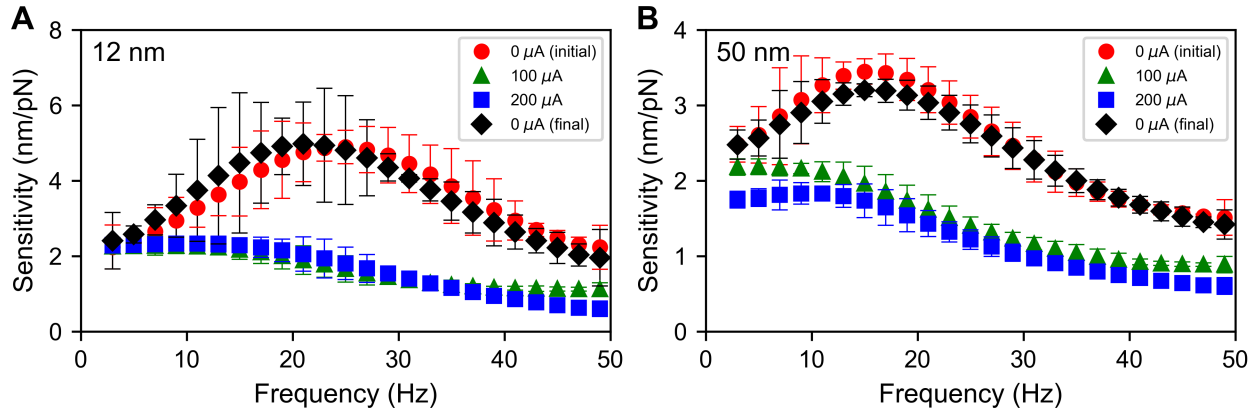 A
12 nm
Sensitivity (nm/pN)
8
6
4
2
0
0 μA (initial)
100 μA
200 μA
0 μA (final)
0
10
20
30
40
50
Frequency (Hz)
B
50 nm
Sensitivity (nm/pN)
4
3
2
1
0
0 μA (initial)
100 μA
200 μA
0 μA (final)
0
10
20
30
40
50
Frequency (Hz)